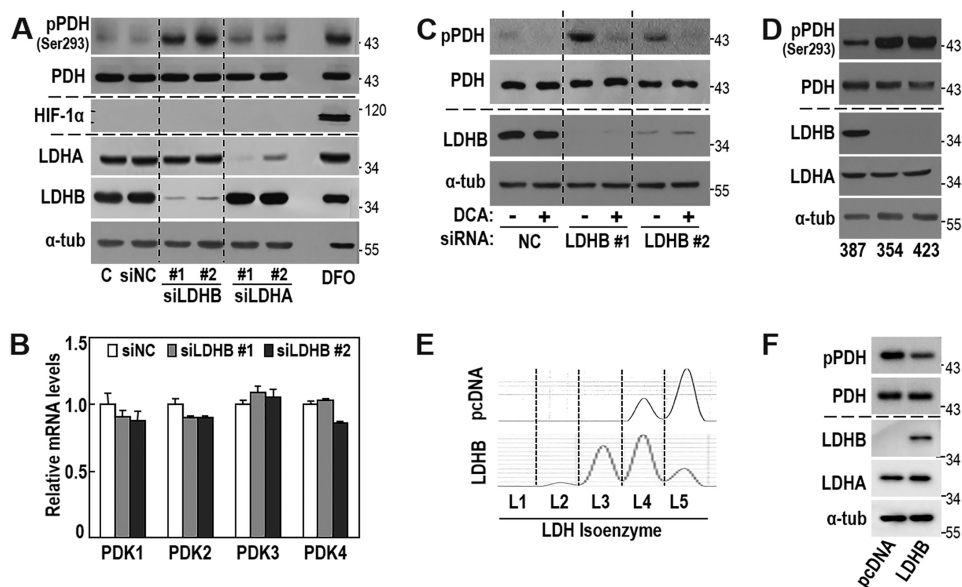 A
pPDH
(Ser293)
-43
PDH
-43
HIF-1α
120
LDHA
-34
LDHB
-34
α-tub
-55
C siNC #1 #2 #1 #2 DFO
siLDHB siLDHA
B
Relative mRNA levels
1.5
1.0
0.5
0
siNC siLDHB #1 siLDHB #2
PDK1 PDK2 PDK3 PDK4
C
pPDH
-43
PDH
-43
LDHB
-34
α-tub
-55
DCA: - + - + - +
siRNA: NC LDHB #1 LDHB #2
D
pPDH
(Ser293)
43
PDH
43
LDHB
34
LDHA
34
α-tub
55
387 354 423
E
pcDNA
LDHB
L1 L2 L3 L4 L5
LDH Isoenzyme
F
pPDH
-43
PDH
-43
LDHB
-34
LDHA
-34
α-tub
-55
pcDNA LDHB